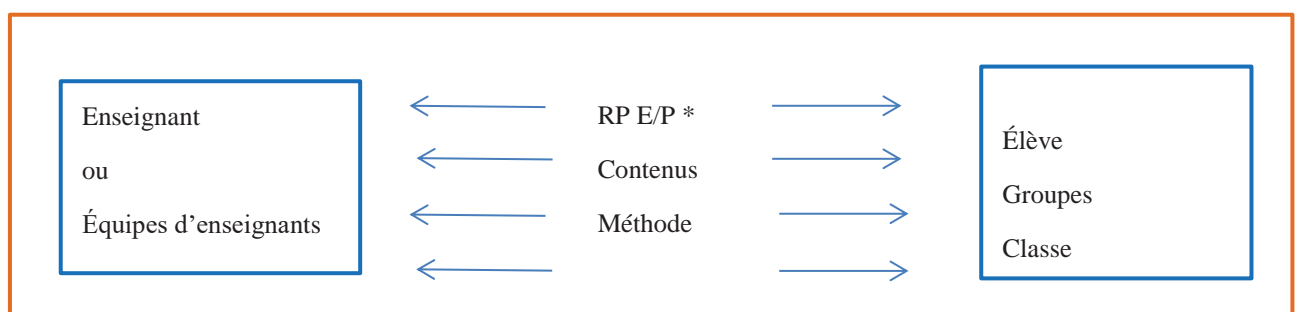 Enseignant
ou
Équipes d’enseignants
RP E/P *
Contenus
Méthode
Élève
Groupes
Classe